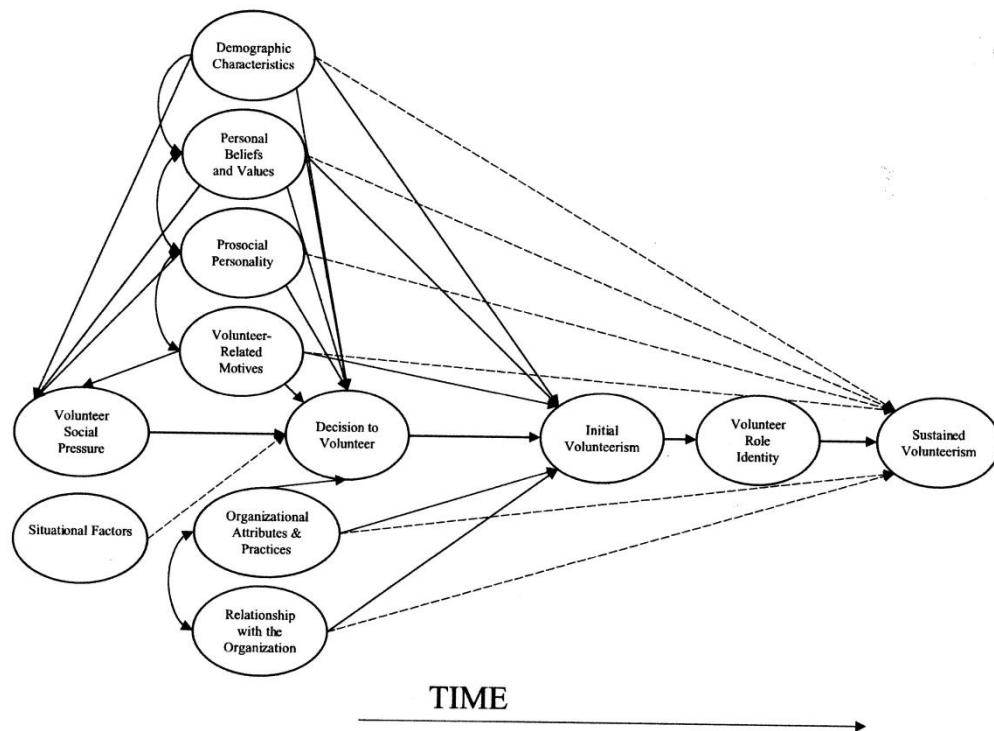 Demographic
Characteristics
Personal
Beliefs
and Values
Prosocial
Personality
Volunteer-
Related
Motives
Volunteer
Social
Pressure
Decision to
Volunteer
Initial
Volunteerism
Volunteer
Role
Identity
Sustained
Volunteerism
Situational Factors
Organizational
Attributes &
Practices
Relationship
with the
Organization
TIME